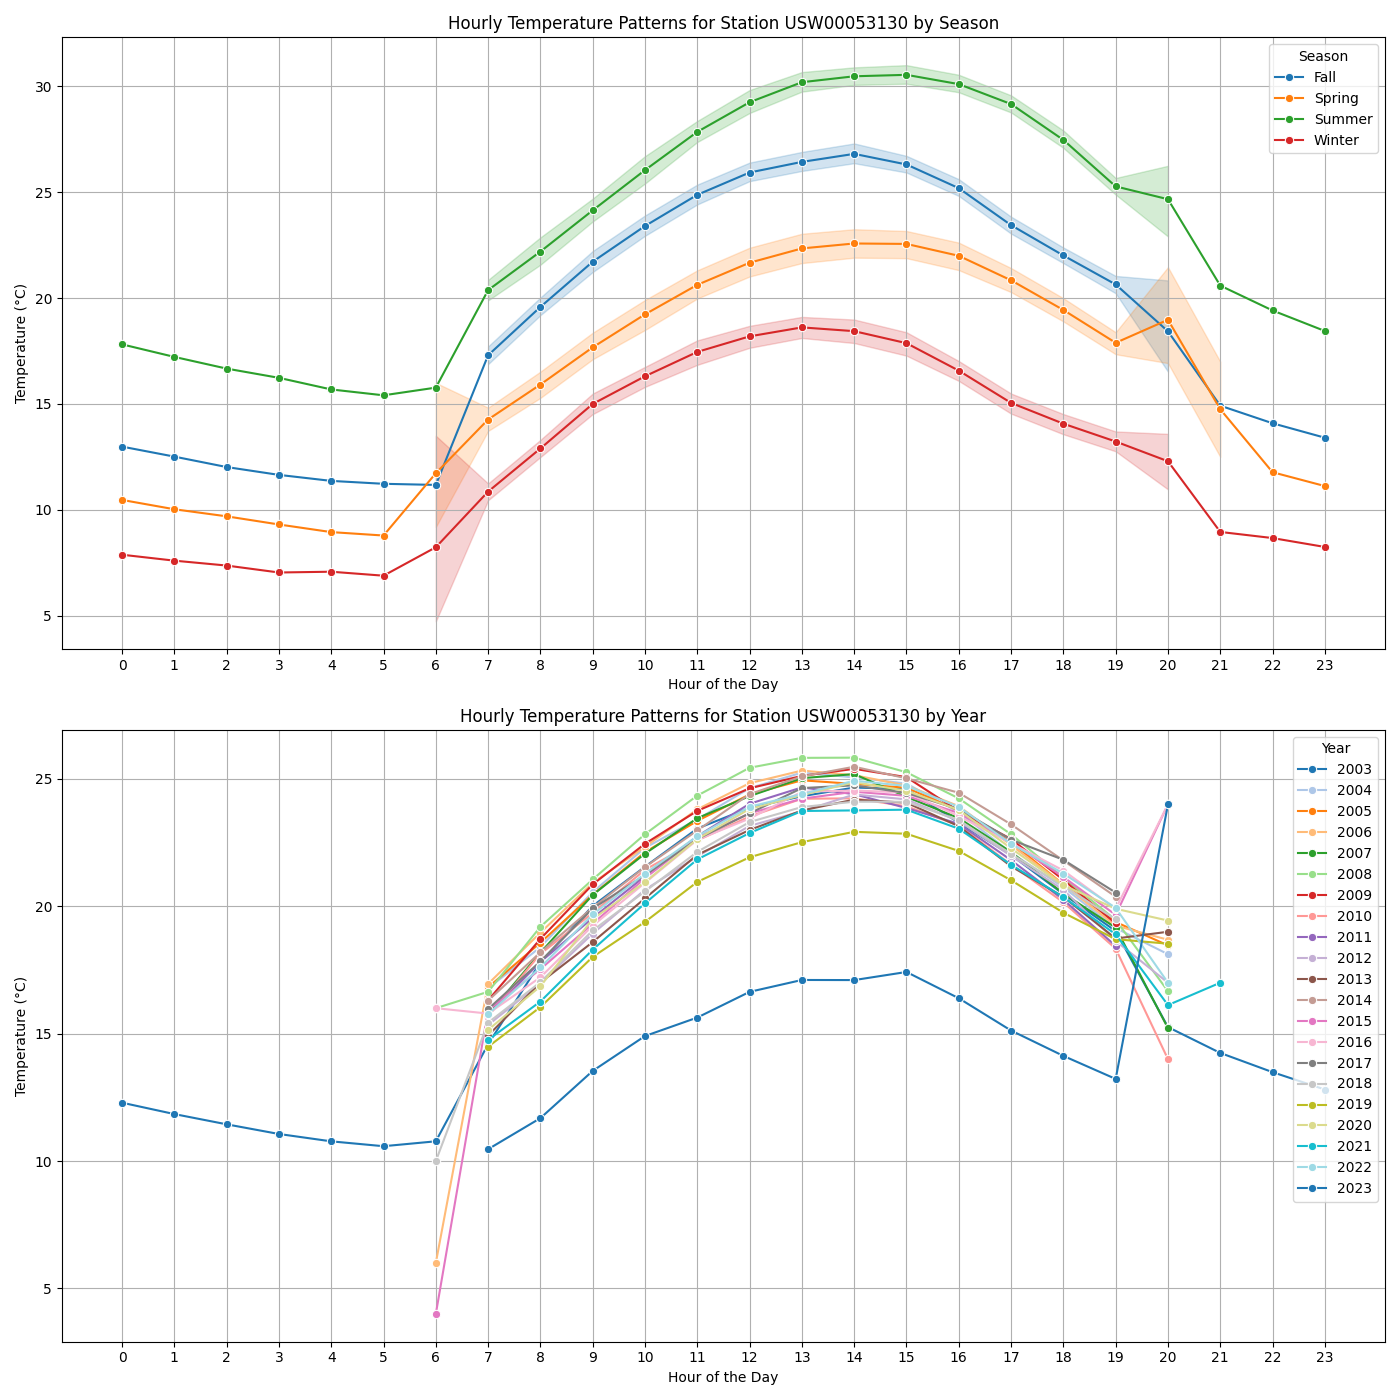 Hourly Temperature Patterns for Station USW00053130 by Season
Temperature (°C)
30
25
20
15
10
5
Season
Fall
Spring
Summer
Winter
0 1 2 3 4 5 6 7 8 9 10 11 12 13 14 15 16 17 18 19 20 21 22 23
Hour of the Day
Hourly Temperature Patterns for Station USW00053130 by Year
Temperature (°C)
25
20
15
10
5
Year
2003
2004
2005
2006
2007
2008
2009
2010
2011
2012
2013
2014
2015
2016
2017
2018
2019
2020
2021
2022
2023
0 1 2 3 4 5 6 7 8 9 10 11 12 13 14 15 16 17 18 19 20 21 22 23
Hour of the Day